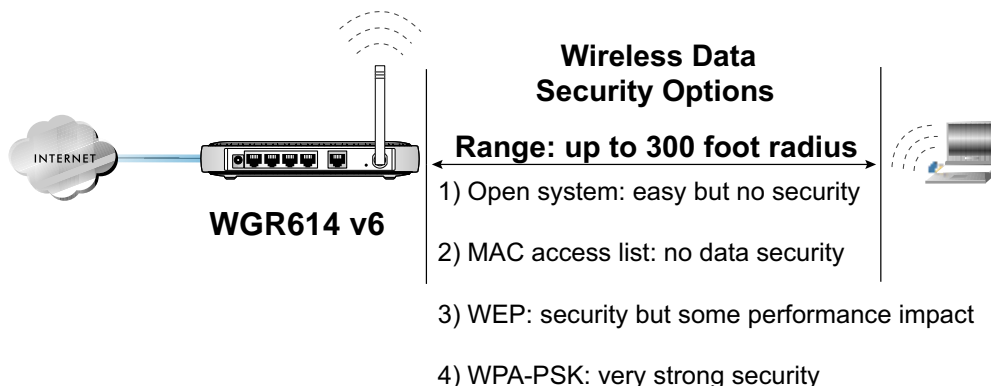 Wireless Data
Security Options
INTERNET
Range: up to 300 foot radius
WGR614 v6
1) Open system: easy but no security
2) MAC access list: no data security
3) WEP: security but some performance impact
4) WPA-PSK: very strong security